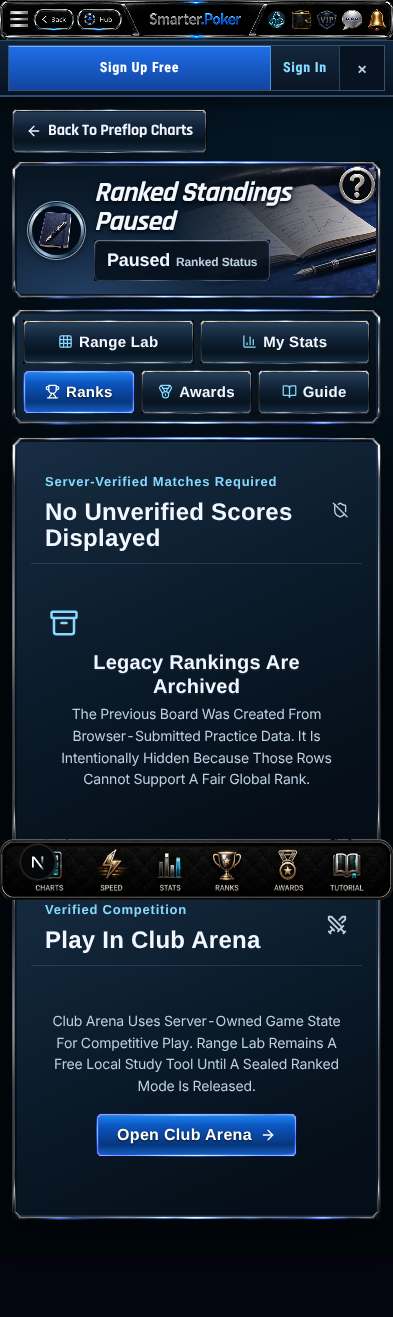 Back
Hub
Smarter.Poker
VIP
Sign Up Free
Sign In
×
Back To Preflop Charts
Ranked Standings
Paused
?
Paused Ranked Status
Range Lab
My Stats
Ranks
Awards
Guide
Server-Verified Matches Required
No Unverified Scores
Displayed
Legacy Rankings Are
Archived
The Previous Board Was Created From
Browser-Submitted Practice Data. It Is
Intentionally Hidden Because Those Rows
Cannot Support A Fair Global Rank.
N
CHARTS
SPEED
STATS
RANKS
AWARDS
TUTORIAL
Verified Competition
Play In Club Arena
Club Arena Uses Server-Owned Game State
For Competitive Play. Range Lab Remains A
Free Local Study Tool Until A Sealed Ranked
Mode Is Released.
Open Club Arena